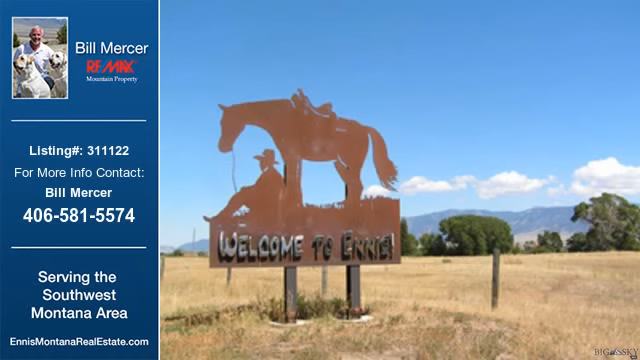 Bill Mercer
RE/MAX
Mountain Property
Listing#: 311122
For More Info Contact:
Bill Mercer
406-581-5574
Serving the
Southwest
Montana Area
EnnisMontanaRealEstate.com
WELCOME TO ENNIS!
BIG SKY